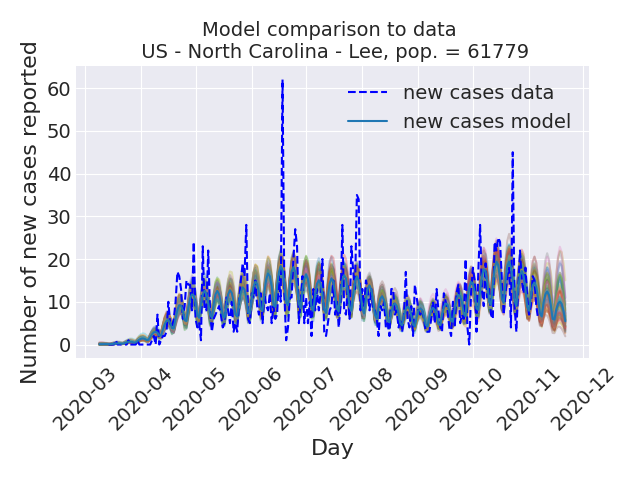 Model comparison to data
US - North Carolina - Lee, pop. = 61779
Number of new cases reported
60
50
40
30
20
10
0
new cases data
new cases model
2020-03
2020-04
2020-05
2020-06
2020-07
2020-08
2020-09
2020-10
2020-11
2020-12
Day